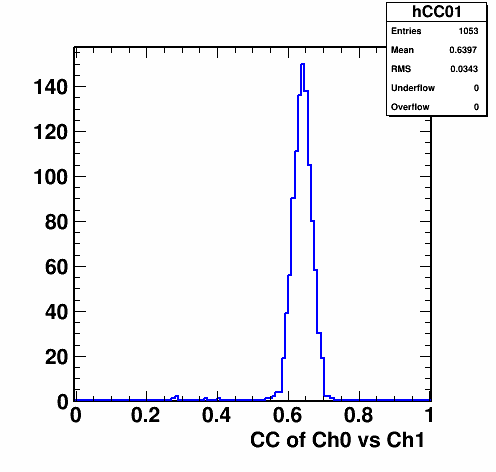 hCC01
Entries 1053
Mean 0.6397
RMS 0.0343
Underflow 0
Overflow 0
140
120
100
80
60
40
20
0
0 0.2 0.4 0.6 0.8 1
CC of Ch0 vs Ch1